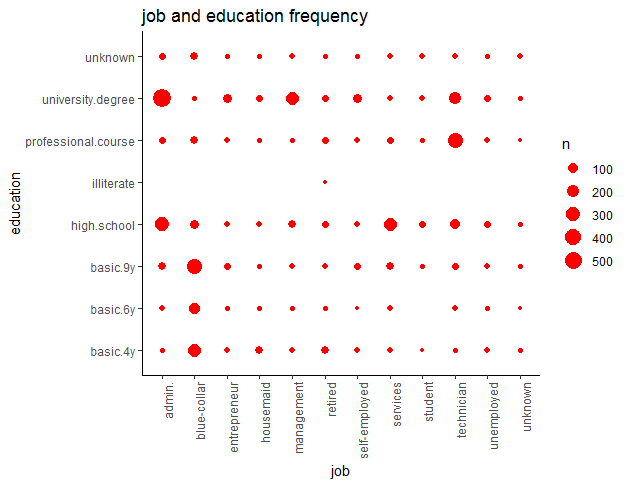 job and education frequency
education
unknown
university.degree
professional.course
illiterate
high.school
basic.9y
basic.6y
basic.4y
admin.
blue-collar
entrepreneur
housemaid
management
retired
self-employed
services
student
technician
unemployed
unknown
job
n
100
200
300
400
500